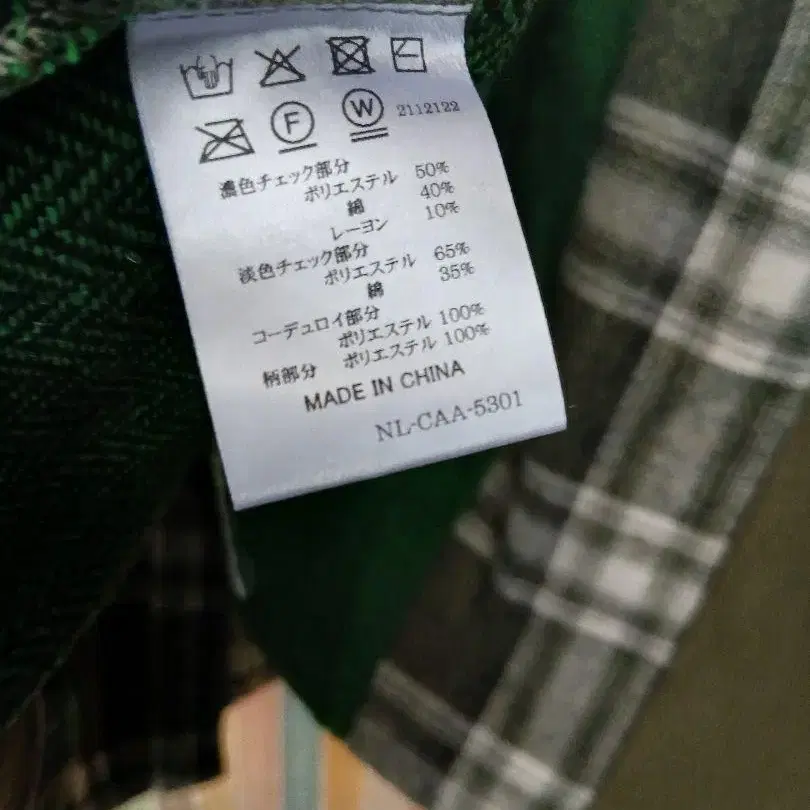 F W 2112122
濃色チェック部分
ポリエステル 50%
綿 40%
レーヨン 10%
淡色チェック部分
ポリエステル 65%
綿 35%
コーデュロイ部分
ポリエステル 100%
柄部分 ポリエステル 100%
MADE IN CHINA
NL-CAA-5301